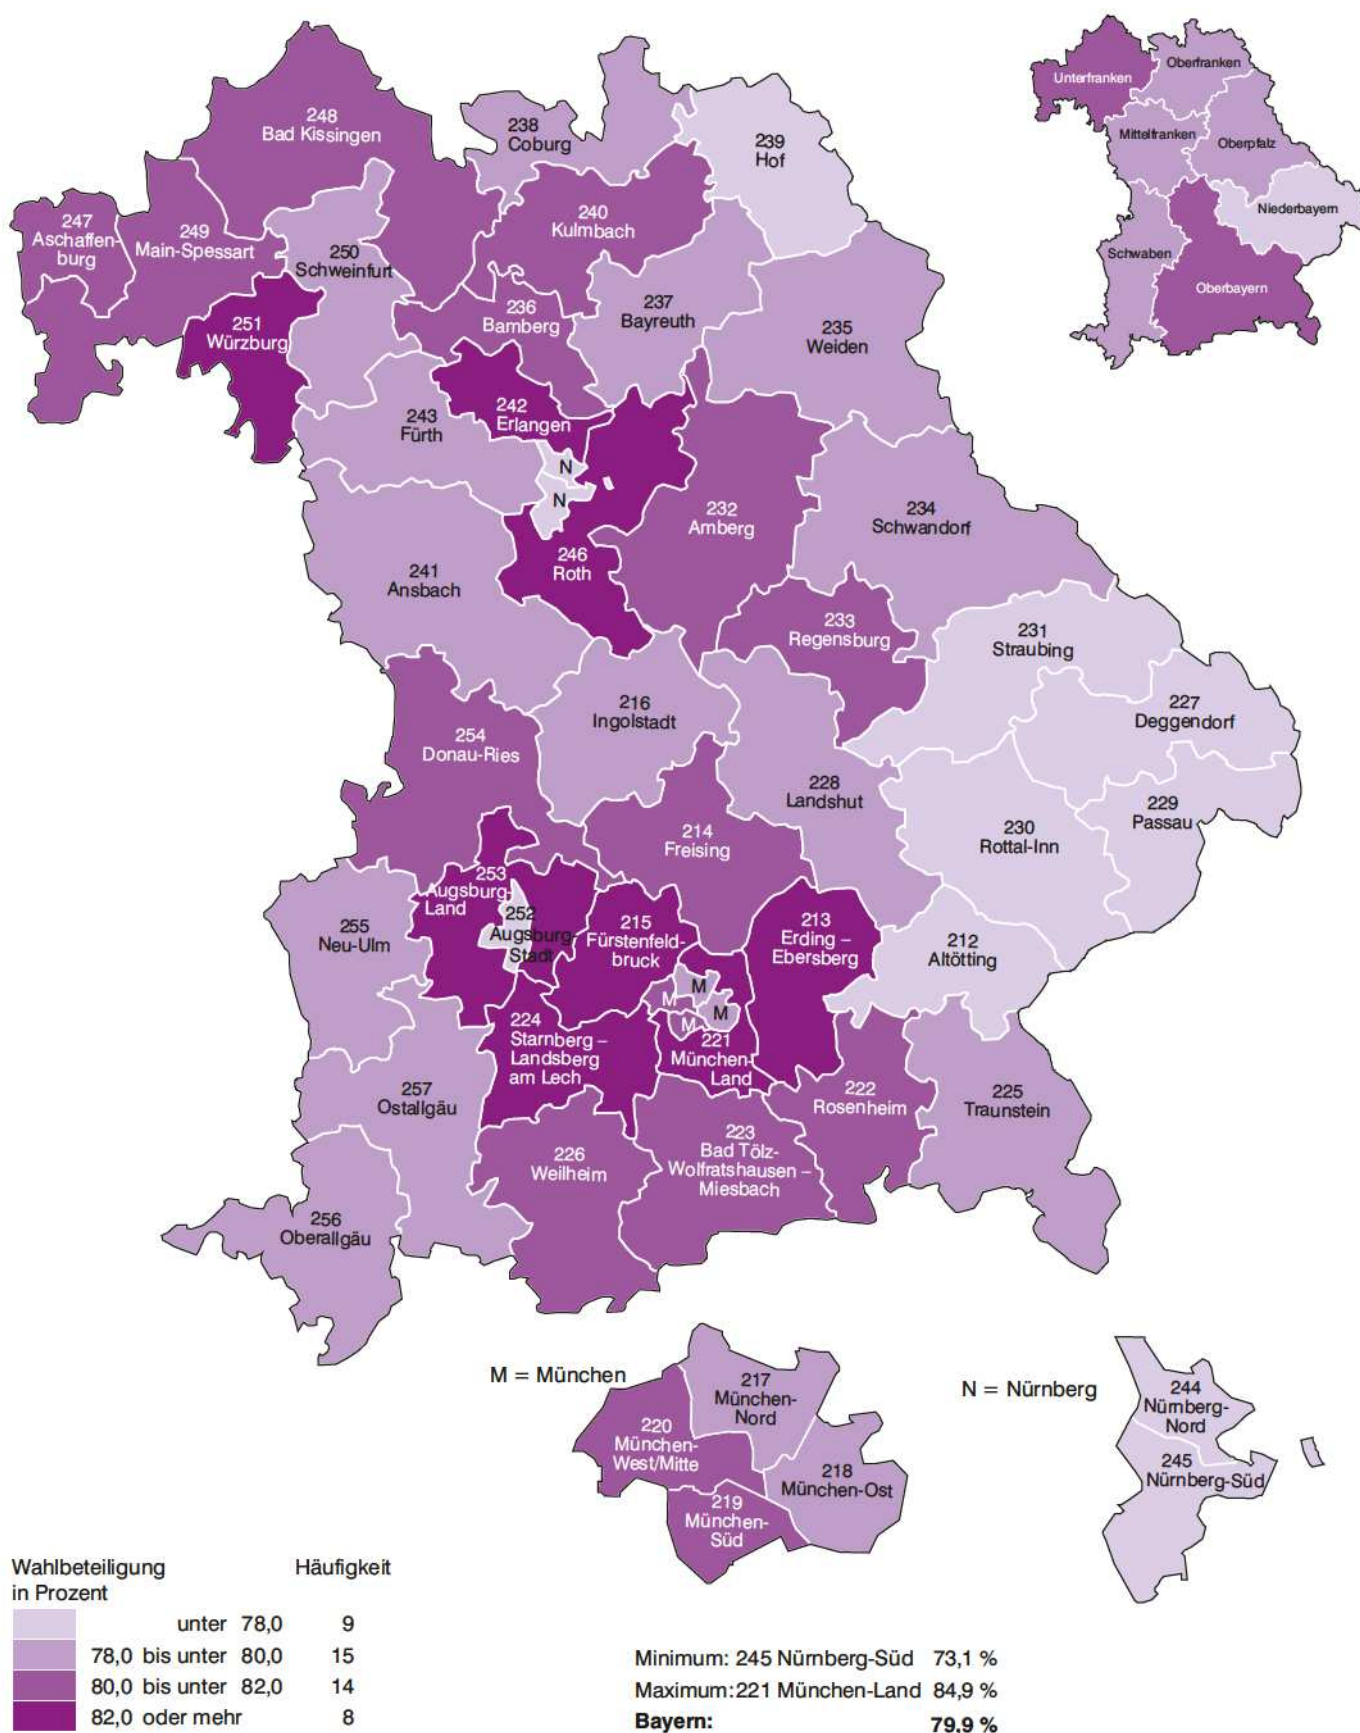 248
Bad Kissingen
238
Coburg
239
Hof
Unterfranken
Oberfranken
Mittelfranken
Oberpfalz
Niederbayern
Schwaben
Oberbayern
247
Aschaffen-
burg
249
Main-Spessart
250
Schweinfurt
240
Kulmbach
251
Würzburg
236
Bamberg
237
Bayreuth
235
Weiden
243
Fürth
242
Erlangen
N
N
232
Amberg
234
Schwandorf
241
Ansbach
246
Roth
233
Regensburg
231
Straubing
216
Ingolstadt
227
Deggendorf
254
Donau-Ries
228
Landshut
229
Passau
214
Freising
230
Rottal-Inn
253
Augsburg-
Land
252
Augsburg-
Stadt
215
Fürstenfeld-
bruck
213
Erding –
Ebersberg
212
Altötting
255
Neu-Ulm
M
M
M
M
224
Starnberg –
Landsberg
am Lech
221
München-
Land
257
Ostallgäu
222
Rosenheim
225
Traunstein
226
Weilheim
223
Bad Tölz-
Wolfratshausen –
Miesbach
256
Oberallgäu
M = München
217
München-
Nord
220
München-
West/Mitte
218
München-Ost
219
München-
Süd
N = Nürnberg
244
Nürnberg-
Nord
245
Nürnberg-Süd
Wahlbeteiligung Häufigkeit
in Prozent
unter 78,0 9
78,0 bis unter 80,0 15
80,0 bis unter 82,0 14
82,0 oder mehr 8
Minimum: 245 Nürnberg-Süd 73,1 %
Maximum: 221 München-Land 84,9 %
Bayern: 79,9 %